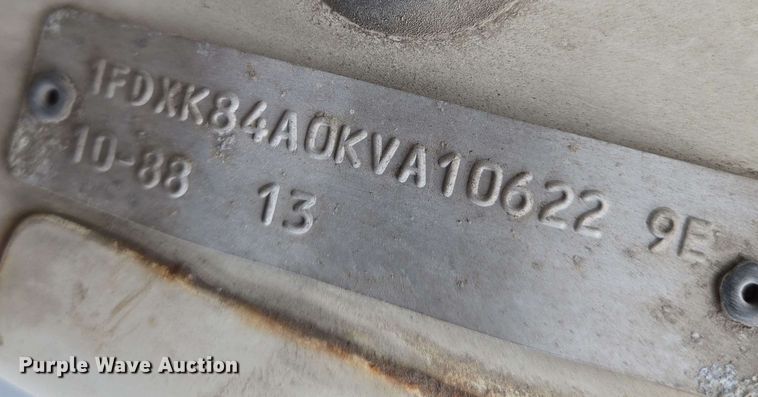 1FDXK84A0KVA10622 9E
10-88 13
Purple Wave Auction